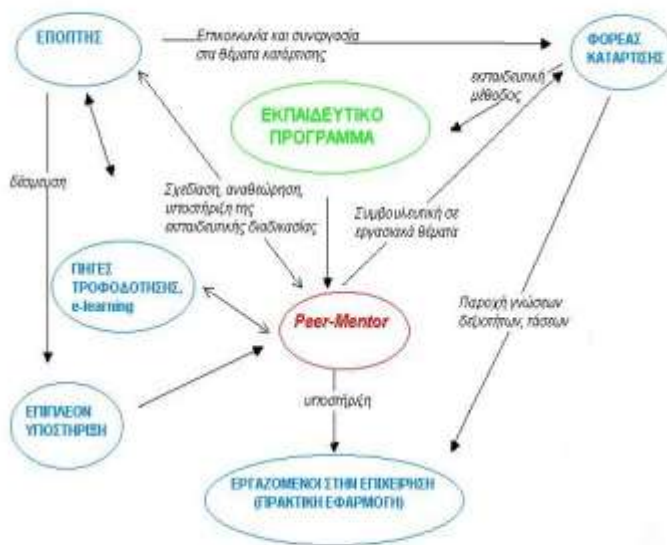 ΕΠΟΠΤΗΣ
Επικοινωνία και συνεργασία
στα θέματα κατάρτισης
ΦΟΡΕΑΣ
ΚΑΤΑΡΤΙΣΗΣ
εκπαιδευτική
μέθοδος
ΕΚΠΑΙΔΕΥΤΙΚΟ
ΠΡΟΓΡΑΜΜΑ
δέσμευση
Σχεδίαση, αναθεώρηση,
υποστήριξη της
εκπαιδευτικής διαδικασίας
Συμβουλευτική σε
εργασιακά θέματα
ΠΗΓΕΣ
ΤΡΟΦΟΔΟΤΗΣΗΣ,
e-learning
Peer-Mentor
Παροχή γνώσεων
δεξιοτήτων, τάσεων
ΕΠΙΠΛΕΟΝ
ΥΠΟΣΤΗΡΙΞΗ
υποστήριξη
ΕΡΓΑΖΟΜΕΝΟΙ ΣΤΗΝ ΕΠΙΧΕΙΡΗΣΗ
(ΠΡΑΚΤΙΚΗ ΕΦΑΡΜΟΓΗ)